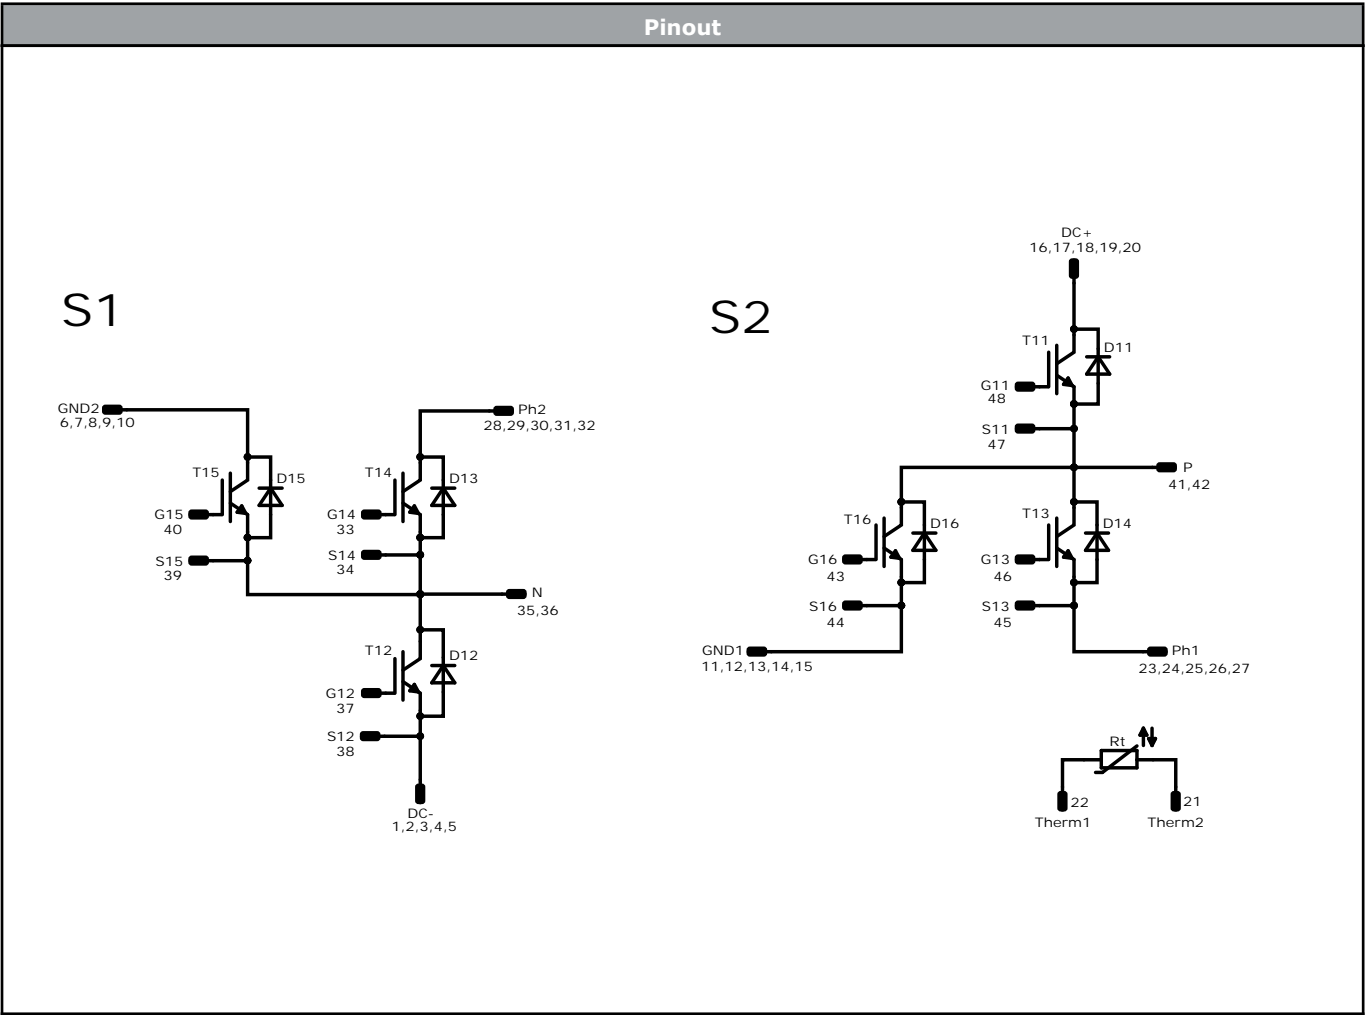 Pinout
DC+
16,17,18,19,20
S1
S2
T11
D11
G11
48
S11
47
GND2
6,7,8,9,10
Ph2
28,29,30,31,32
T15
D15
T14
D13
G15
40
G14
33
S15
39
S14
34
P
41,42
T16
D16
T13
D14
G16
43
G13
46
N
35,36
S16
44
S13
45
T12
D12
GND1
11,12,13,14,15
Ph1
23,24,25,26,27
G12
37
S12
38
Rt
22
21
DC-
1,2,3,4,5
Therm1
Therm2